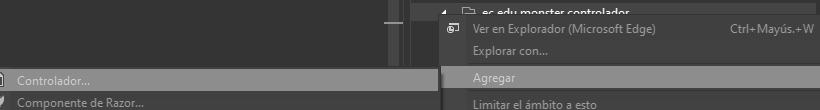 ec.edu.monster.controlador
Ver en Explorador (Microsoft Edge) Ctrl+Mayús.+W
Explorar con...
Agregar
Controlador...
Componente de Razor...
Limitar el ámbito a esto